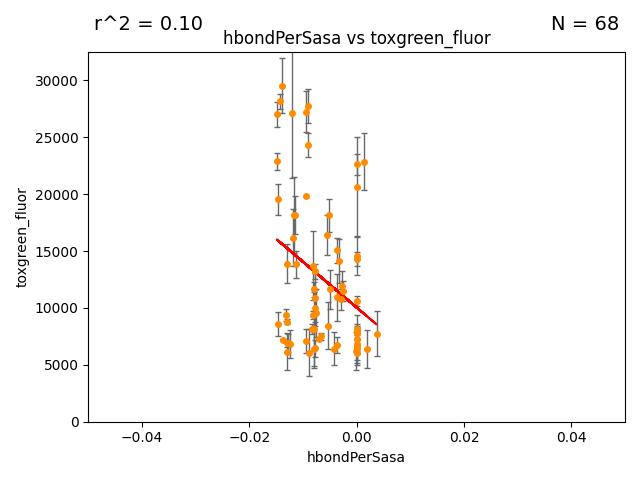 r^2 = 0.10
N = 68
hbondPerSasa vs toxgreen_fluor
toxgreen_fluor
30000
25000
20000
15000
10000
5000
0
−0.04
−0.02
0.00
0.02
0.04
hbondPerSasa